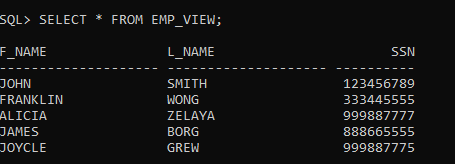 SQL> SELECT * FROM EMP_VIEW;
F_NAME L_NAME SSN
-------------------- -------------------- ----------
JOHN SMITH 123456789
FRANKLIN WONG 333445555
ALICIA ZELAYA 999887777
JAMES BORG 888665555
JOYCLE GREW 999887775